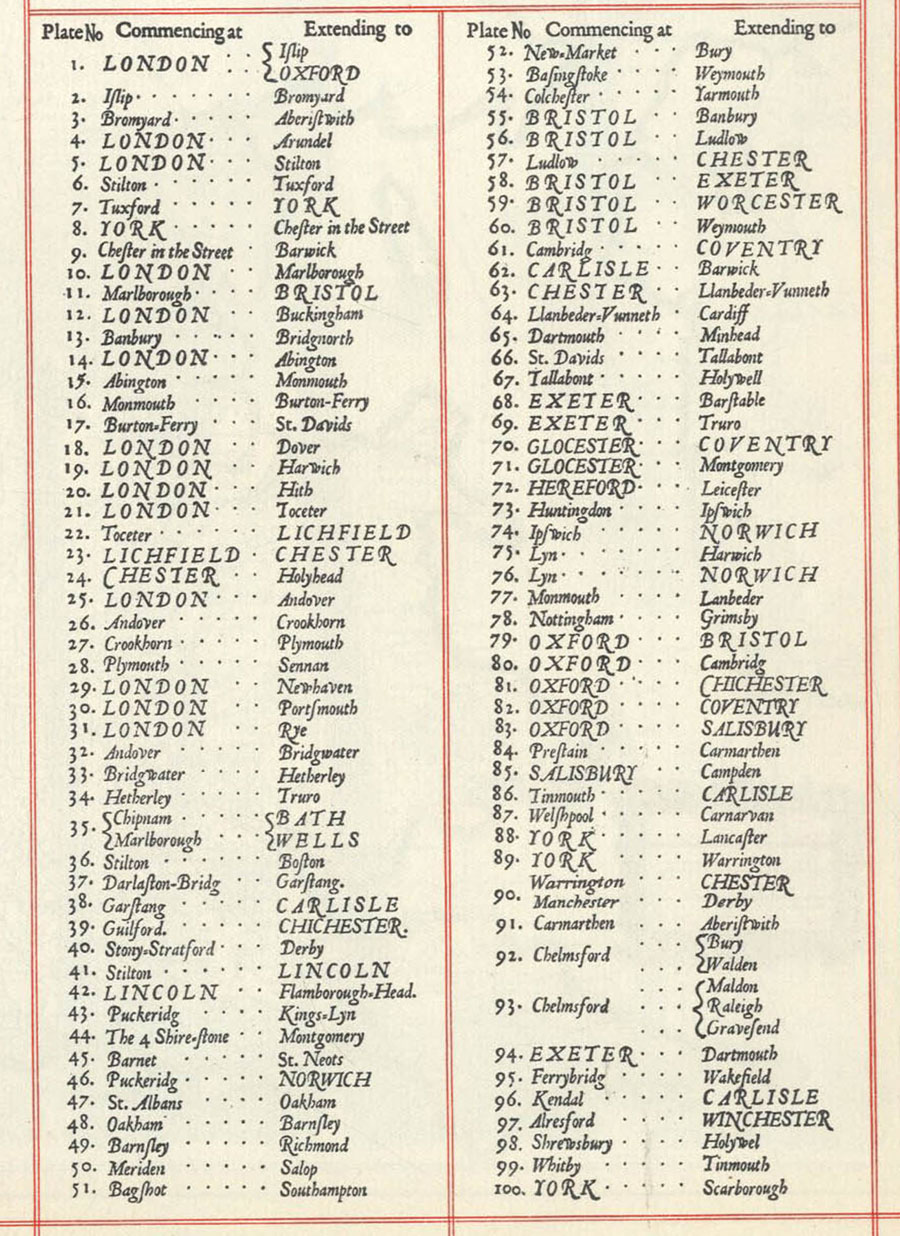 Plate No Commencing at Extending to
1. LONDON · · { Iſlip
OXFORD
2. Iſlip · · · · · · · Bromyard
3. Bromyard · · · · · Aberiſtwith
4. LONDON · · · Arundel
5. LONDON · · · Stilton
6. Stilton · · · · · · Tuxford
7. Tuxford · · · · · YORK
8. YORK · · · · · Cheſter in the Street
9. Cheſter in the Street · Barwick
10. LONDON · · Marlborough
11. Marlborough · · · BRISTOL
12. LONDON · · Buckingham
13. Banbury · · · · Bridgnorth
14. LONDON · · · Abington
15. Abington · · · · · Monmouth
16. Monmouth · · · · Burton-Ferry
17. Burton-Ferry · · · St. Davids
18. LONDON · · Dover
19. LONDON · · Harwich
20. LONDON · · · Hith
21. LONDON · · · Toceter
22. Toceter · · · · · · LICHFIELD
23. LICHFIELD · CHESTER
24. CHESTER · · Holyhead
25. LONDON · · · Andover
26. Andover · · · · · Crookhorn
27. Crookhorn · · · · · Plymouth
28. Plymouth · · · · · Sennan
29. LONDON · · Newhaven
30. LONDON · · Portſmouth
31. LONDON · · Rye
32. Andover · · · · · Bridgwater
33. Bridgwater · · · · Hetherley
34. Hetherley · · · · · Truro
35. { Chipnam · · · · { BATH
Marlborough · · · WELLS
36. Stilton · · · · · · Boſton
37. Darlaſton-Bridg · · Garſtang.
38. Garſtang · · · · · CARLISLE
39. Guilford. · · · · · CHICHESTER.
40. Stony=Stratford · · · Derby
41. Stilton · · · · · · LINCOLN
42. LINCOLN · · Flamborough=Head.
43. Puckeridg · · · · Kings=Lyn
44. The 4 Shire-ſtone · · Montgomery
45. Barnet · · · · · St. Neots
46. Puckeridg · · · · · NORWICH
47. St. Albans · · · · Oakham
48. Oakham · · · · · Barnſley
49. Barnſley · · · · · Richmond
50. Meriden · · · · · Salop
51. Bagſhot · · · · · Southampton
Plate No Commencing at Extending to
52. New=Market · · · Bury
53. Baſingſtoke · · · · Weymouth
54. Colcheſter · · · · Yarmouth
55. BRISTOL · · Banbury
56. BRISTOL · · Ludlow
57. Ludlow · · · · · CHESTER
58. BRISTOL · · EXETER
59. BRISTOL · · WORCESTER
60. BRISTOL · · Weymouth
61. Cambridg · · · · COVENTRY
62. CARLISLE · · Barwick
63. CHESTER · · Llanbeder=Vunneth
64. Llanbeder=Vunneth · Cardiff
65. Dartmouth · · · · Minhead
66. St. Davids · · · · Tallabont
67. Tallabont · · · · · Holywell
68. EXETER · · · Barſtable
69. EXETER · · · Truro
70. GLOCESTER · · · COVENTRY
71. GLOCESTER · · · Montgomery
72. HEREFORD · · · Leiceſter
73. Huntingdon · · · Ipſwich
74. Ipſwich · · · · · NORWICH
75. Lyn · · · · · · Harwich
76. Lyn · · · · · · NORWICH
77. Monmouth · · · · Lanbeder
78. Nottingham · · · · Grimsby
79. OXFORD · · · BRISTOL
80. OXFORD · · · Cambridg
81. OXFORD · · · · CHICHESTER
82. OXFORD · · · · COVENTRY
83. OXFORD · · · · SALISBURY
84. Preſtain · · · · · Carmarthen
85. SALISBURY · · · Campden
86. Tinmouth · · · · · CARLISLE
87. Welſhpool · · · · Carnarvan
88. YORK · · · · Lancaſter
89. YORK · · · · Warrington
90. Warrington · · · · CHESTER
Manchester · · · · Derby
91. Carmarthen · · · · Aberiſtwith
92. Chelmsford · · · { Bury
· · · Walden
93. Chelmsford · · · { Maldon
· · · Raleigh
· · · Graveſend
94. EXETER · · · Dartmouth
95. Ferrybridg · · · · Wakefield
96. Kendal · · · · · CARLISLE
97. Alresford · · · · WINCHESTER
98. Shrewsbury · · · · Holywel
99. Whitby · · · · · Tinmouth
100. YORK · · · · Scarborough